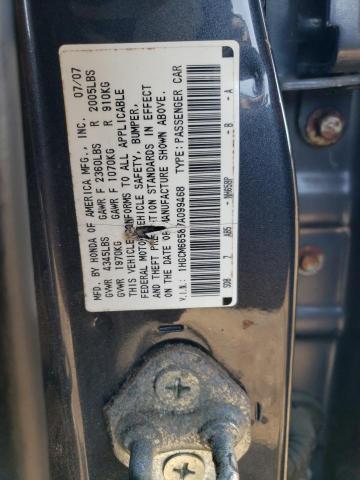 MFD. BY HONDA OF AMERICA MFG., INC. 07/07
GVWR 4345LBS GAWR F 2360LBS R 2005LBS
GVWR 1970KG GAWR F 1070KG R 910KG
THIS VEHICLE CONFORMS TO ALL APPLICABLE
FEDERAL MOTOR VEHICLE SAFETY, BUMPER,
AND THEFT PREVENTION STANDARDS IN EFFECT
ON THE DATE OF MANUFACTURE SHOWN ABOVE.
V.I.N.: TYPE: PASSENGER CAR
NH658P B A